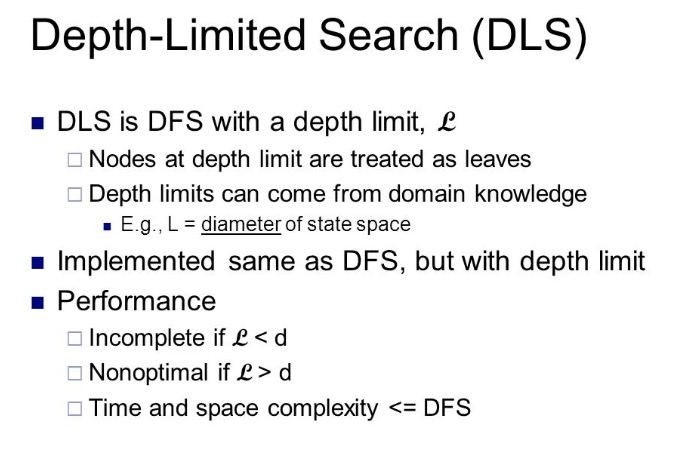 Depth-Limited Search (DLS)
DLS is DFS with a depth limit, ℒ
Nodes at depth limit are treated as leaves
Depth limits can come from domain knowledge
E.g., L = diameter of state space
Implemented same as DFS, but with depth limit
Performance
Incomplete if ℒ < d
Nonoptimal if ℒ > d
Time and space complexity <= DFS